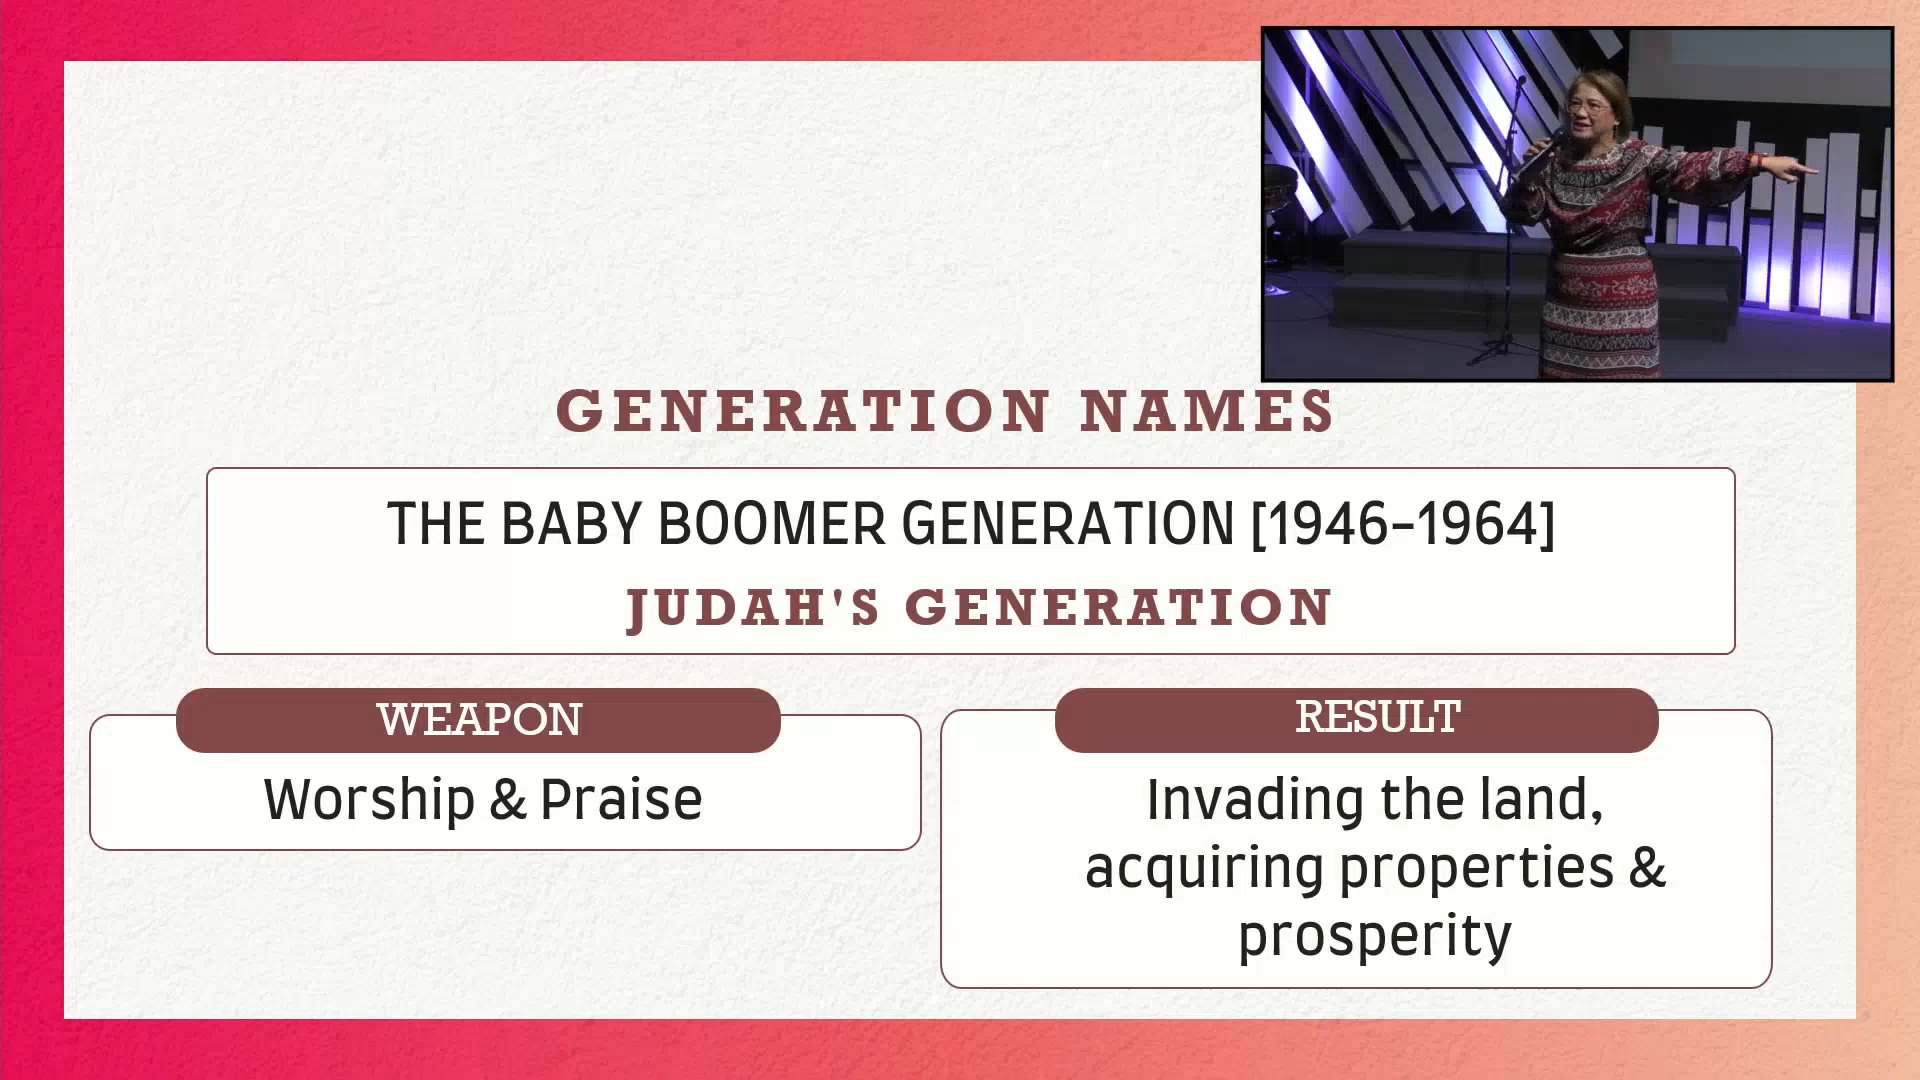 GENERATION NAMES
THE BABY BOOMER GENERATION [1946-1964]
JUDAH'S GENERATION
WEAPON
Worship & Praise
RESULT
Invading the land,
acquiring properties &
prosperity